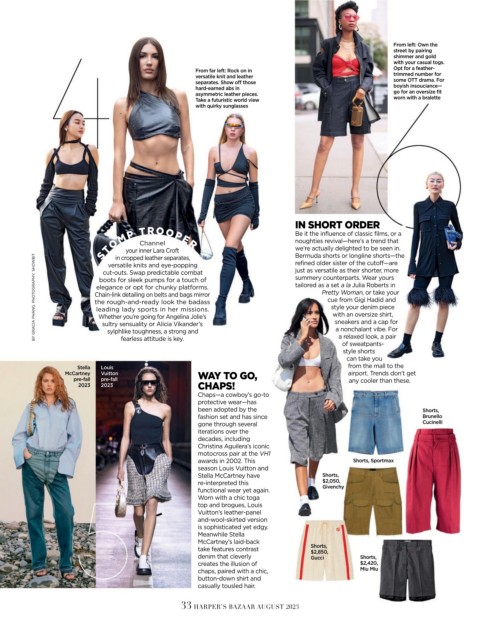 4
From far left: Rock on in
versatile knit and leather
separates. Show off those
hard-earned abs in
asymmetric leather pieces.
Take a futuristic world view
with quirky sunglasses
STOMP TROOPER
Channel
your inner Lara Croft
in cropped leather separates,
versatile knits and eye-popping
cut-outs. Swap predictable combat
boots for sleek pumps for a touch of
elegance or opt for chunky platforms.
Chain-link detailing on belts and bags mirror
the rough-and-ready look the badass
leading lady sports in her missions.
Whether you're going for Angelina Jolie's
sultry sensuality or Alicia Vikander's
sylphlike toughness, a strong and
fearless attitude is key.
Stella
McCartney
pre-fall
2023
Louis
Vuitton
pre-fall
2023
5
WAY TO GO,
CHAPS!
Chaps—a cowboy's go-to
protective wear—has
been adopted by the
fashion set and has since
gone through several
iterations over the
decades, including
Christina Aguilera's iconic
motocross pair at the VH1
awards in 2002. This
season Louis Vuitton and
Stella McCartney have
re-interpreted this
functional wear yet again.
Worn with a chic toga
top and brogues, Louis
Vuitton's leather-panel
and-wool-skirted version
is sophisticated yet edgy.
Meanwhile Stella
McCartney's laid-back
take features contrast
denim that cleverly
creates the illusion of
chaps, paired with a chic,
button-down shirt and
casually tousled hair.
From left: Own the
street by pairing
shimmer and gold
with your casual togs.
Opt for a feather-
trimmed number for
some OTT drama. For
boyish insouciance—
go for an oversize fit
worn with a bralette
6
IN SHORT ORDER
Be it the influence of classic films, or a
noughties revival—here's a trend that
we're actually delighted to be seen in.
Bermuda shorts or longline shorts—the
refined older sister of the cutoff—are
just as versatile as their shorter, more
summery counterparts. Wear yours
tailored as a set a la Julia Roberts in
Pretty Woman, or take your
cue from Gigi Hadid and
style your denim piece
with an oversize shirt,
sneakers and a cap for
a nonchalant vibe. For
a relaxed look, a pair
of sweatpants-
style shorts
can take you
from the mall to the
airport. Trends don't get
any cooler than these.
Shorts,
Brunello
Cucinelli
Shorts, Sportmax
Shorts,
$2,050,
Givenchy
Shorts,
$2,850,
Gucci
Shorts,
$2,420,
Miu Miu
33 HARPER'S BAZAAR AUGUST 2023